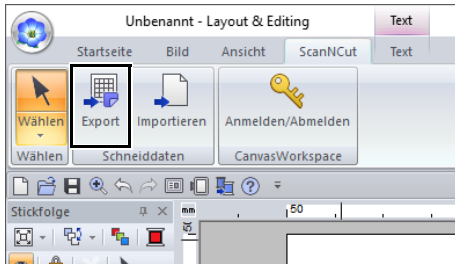 Unbenannt - Layout & Editing Text
Startseite Bild Ansicht ScanNCut Text
Wählen Export Importieren Anmelden/Abmelden
Wählen Schneiddaten CanvasWorkspace
Stickfolge mm 50